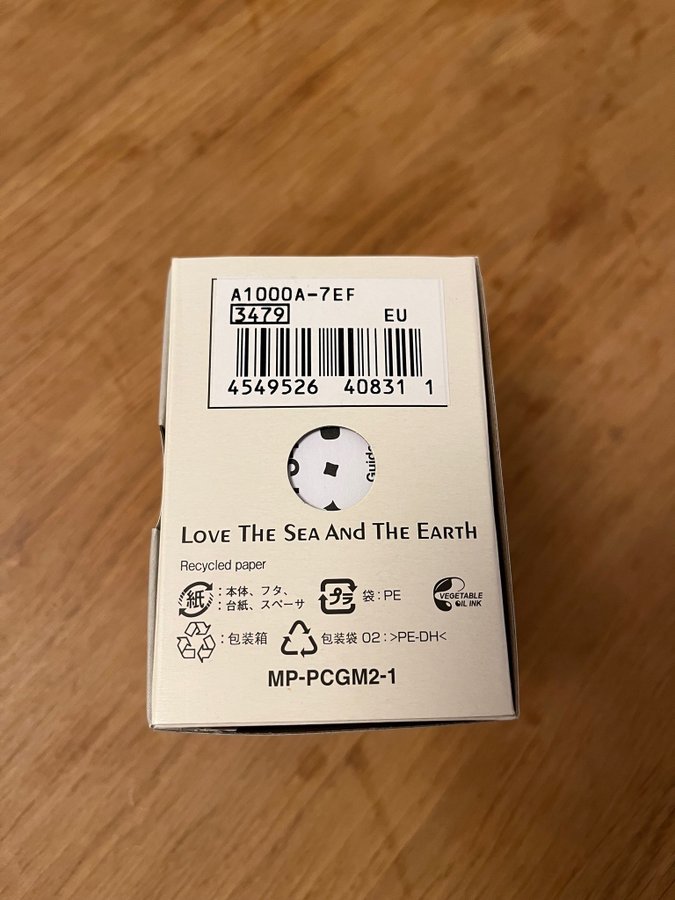 A1000A-7EF
3479 EU
4549526 40831 1
Guide
LOVE THE SEA AND THE EARTH
Recycled paper
紙 : 本体、フタ、
: 台紙、スペーサ
プラ 袋 : PE
VEGETABLE
OIL INK
: 包装箱
包装袋 02 : >PE-DH<
MP-PCGM2-1